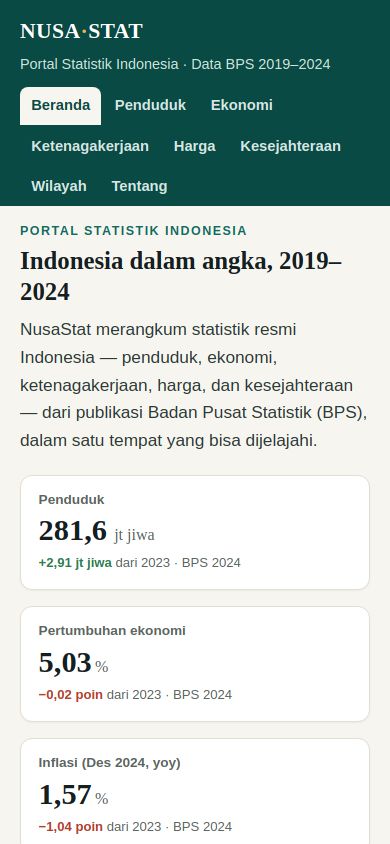 NUSA·STAT
Portal Statistik Indonesia · Data BPS 2019–2024
Beranda Penduduk Ekonomi
Ketenagakerjaan Harga Kesejahteraan
Wilayah Tentang
PORTAL STATISTIK INDONESIA
Indonesia dalam angka, 2019–
2024
NusaStat merangkum statistik resmi
Indonesia — penduduk, ekonomi,
ketenagakerjaan, harga, dan kesejahteraan
— dari publikasi Badan Pusat Statistik (BPS),
dalam satu tempat yang bisa dijelajahi.
Penduduk
281,6 jt jiwa
+2,91 jt jiwa dari 2023 · BPS 2024
Pertumbuhan ekonomi
5,03 %
−0,02 poin dari 2023 · BPS 2024
Inflasi (Des 2024, yoy)
1,57 %
−1,04 poin dari 2023 · BPS 2024